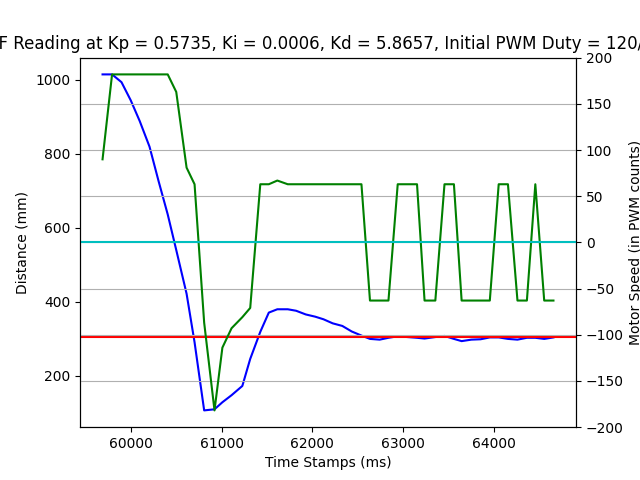 F Reading at Kp = 0.5735, Ki = 0.0006, Kd = 5.8657, Initial PWM Duty = 120/
1000
800
600
400
200
Distance (mm)
200
150
100
50
0
−50
−100
−150
−200
Motor Speed (in PWM counts)
60000 61000 62000 63000 64000
Time Stamps (ms)